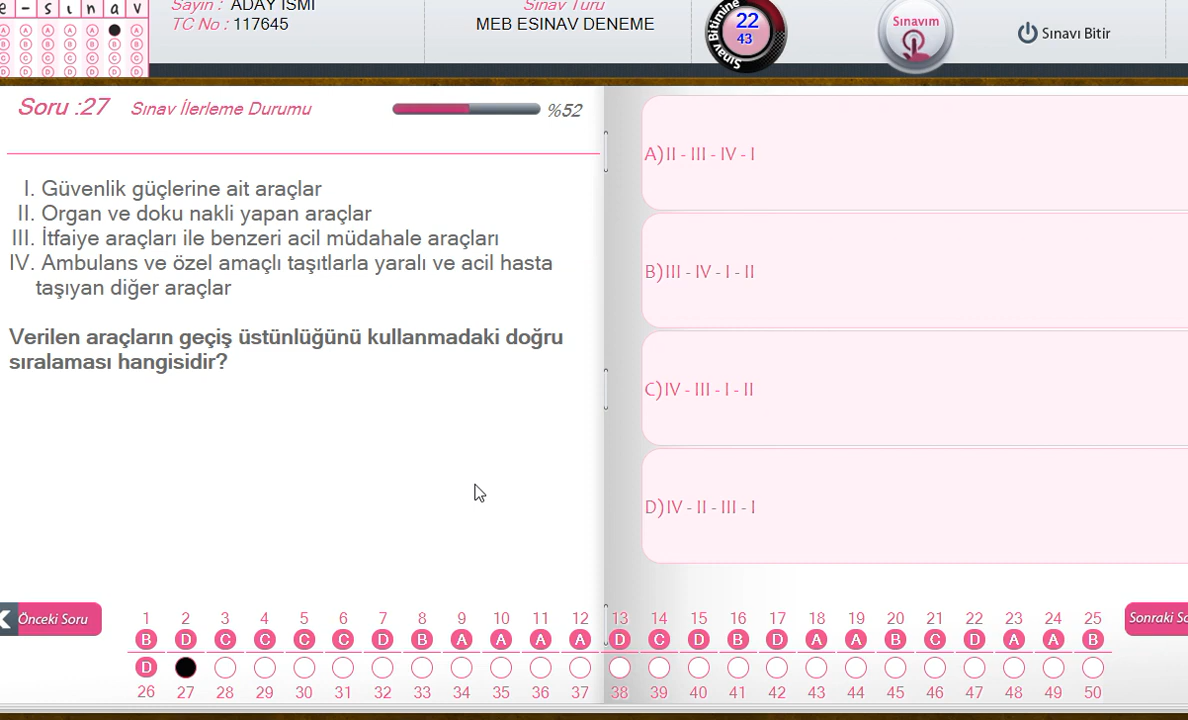 e - s ı n a v
Sayın : ADAY İSMİ
TC No : 117645
Sınav Türü
MEB ESINAV DENEME
Sınav Bitimine
22
43
Sınavım
Sınavı Bitir
Soru :27 Sınav İlerleme Durumu %52
I. Güvenlik güçlerine ait araçlar
II. Organ ve doku nakli yapan araçlar
III. İtfaiye araçları ile benzeri acil müdahale araçları
IV. Ambulans ve özel amaçlı taşıtlarla yaralı ve acil hasta
taşıyan diğer araçlar
Verilen araçların geçiş üstünlüğünü kullanmadaki doğru
sıralaması hangisidir?
A)II - III - IV - I
B)III - IV - I - II
C)IV - III - I - II
D)IV - II - III - I
Önceki Soru
1 2 3 4 5 6 7 8 9 10 11 12 13 14 15 16 17 18 19 20 21 22 23 24 25
B D C C C C D B A A A A D C D B D A A B C D A A B
D
26 27 28 29 30 31 32 33 34 35 36 37 38 39 40 41 42 43 44 45 46 47 48 49 50
Sonraki So